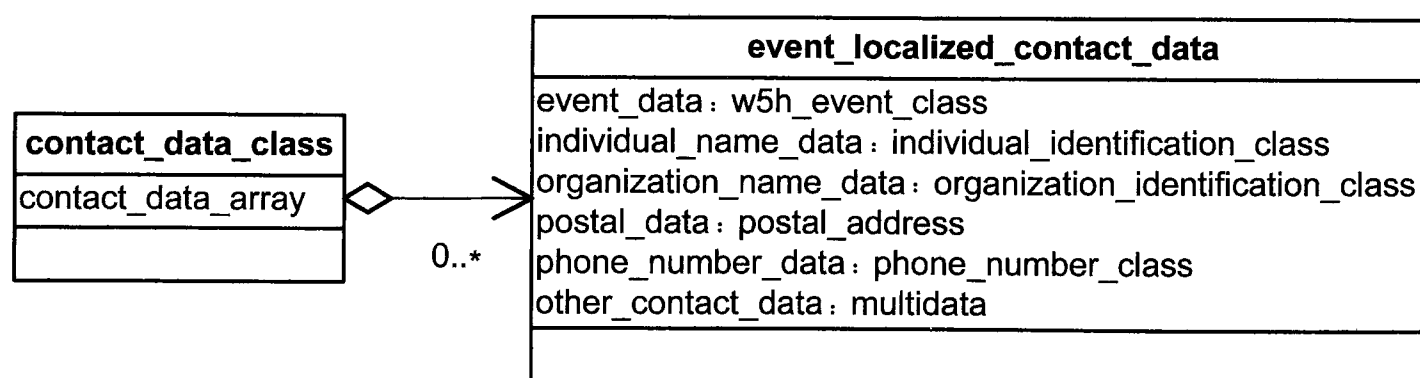 event_localized_contact_data
event_data: w5h_event_class
individual_name_data: individual_identification_class
organization_name_data: organization_identification_class
postal_data: postal_address
phone_number_data: phone_number_class
other_contact_data: multidata
contact_data_class
contact_data_array
0..*